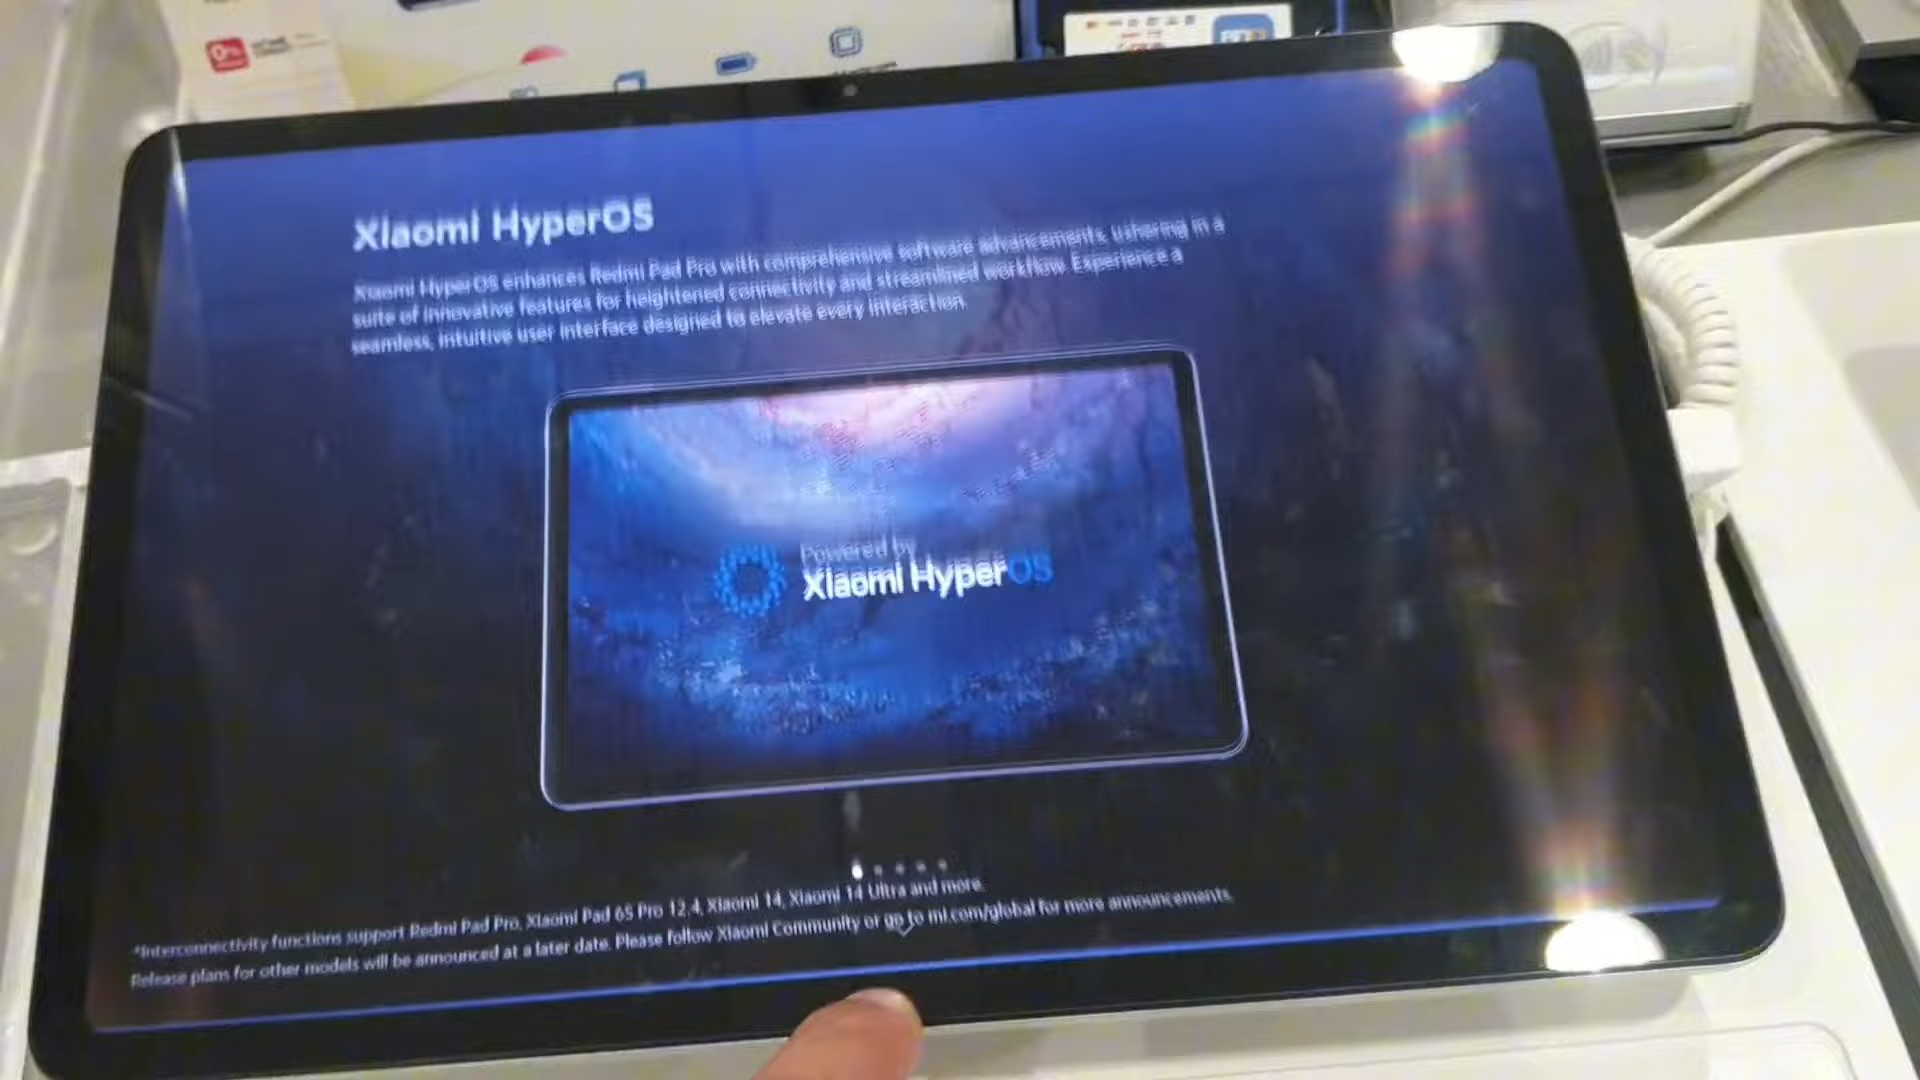 0%
Xiaomi HyperOS
Xiaomi HyperOS enhances Redmi Pad Pro with comprehensive software advancements, ushering in a
suite of innovative features for heightened connectivity and streamlined workflow. Experience a
seamless, intuitive user interface designed to elevate every interaction.
Powered by
Xiaomi HyperOS
*Interconnectivity functions support Redmi Pad Pro, Xiaomi Pad 6S Pro 12.4, Xiaomi 14, Xiaomi 14 Ultra and more.
Release plans for other models will be announced at a later date. Please follow Xiaomi Community or go to mi.com/global for more announcements.